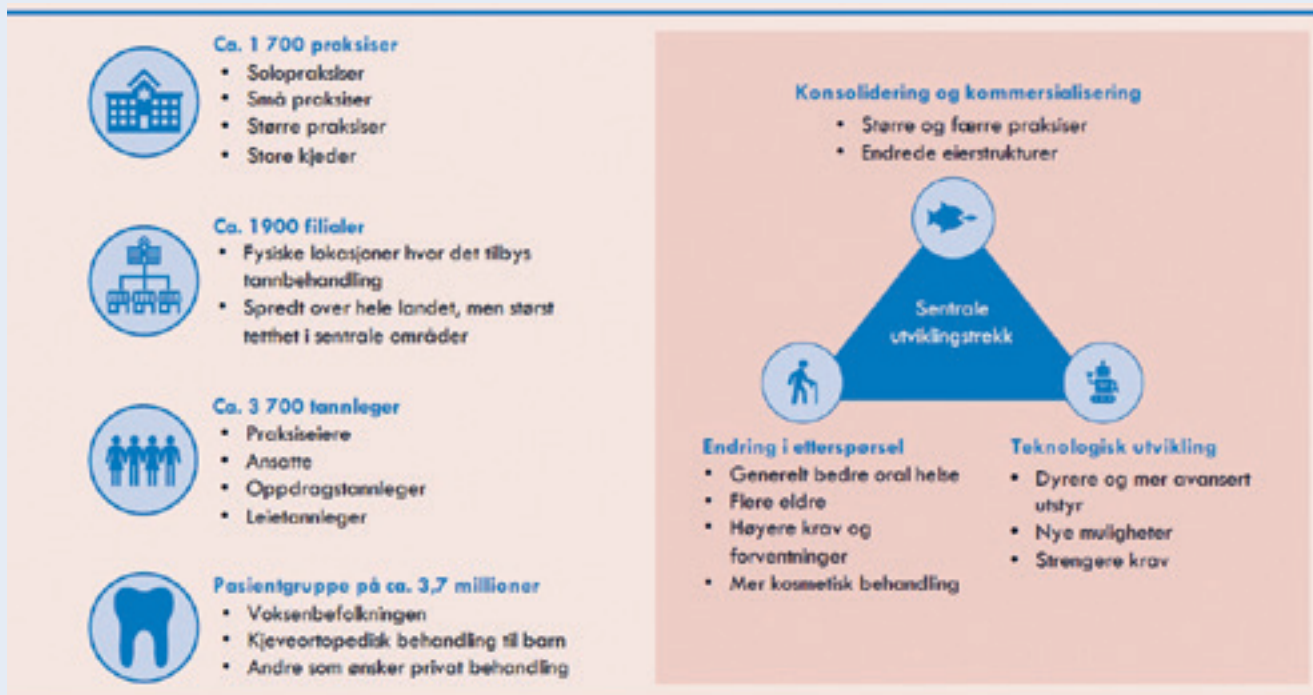 Ca. 1 700 praksiser
• Solopraksiser
• Små praksiser
• Større praksiser
• Store kjeder
Ca. 1900 filialer
• Fysiske lokasjoner hvor det tilbys
tannbehandling
• Spredt over hele landet, men størst
tetthet i sentrale områder
Ca. 3 700 tannleger
• Praksiseiere
• Ansatte
• Oppdragstannleger
• Leietannleger
Pasientgruppe på ca. 3,7 millioner
• Voksenbefolkningen
• Kjeveortopedisk behandling til barn
• Andre som ønsker privat behandling
Konsolidering og kommersialisering
• Større og færre praksiser
• Endrede eierstrukturer
Sentrale
utviklingstrekk
Endring i etterspørsel
• Generelt bedre oral helse
• Flere eldre
• Høyere krav og
forventninger
• Mer kosmetisk behandling
Teknologisk utvikling
• Dyrere og mer avansert
utstyr
• Nye muligheter
• Strengere krav